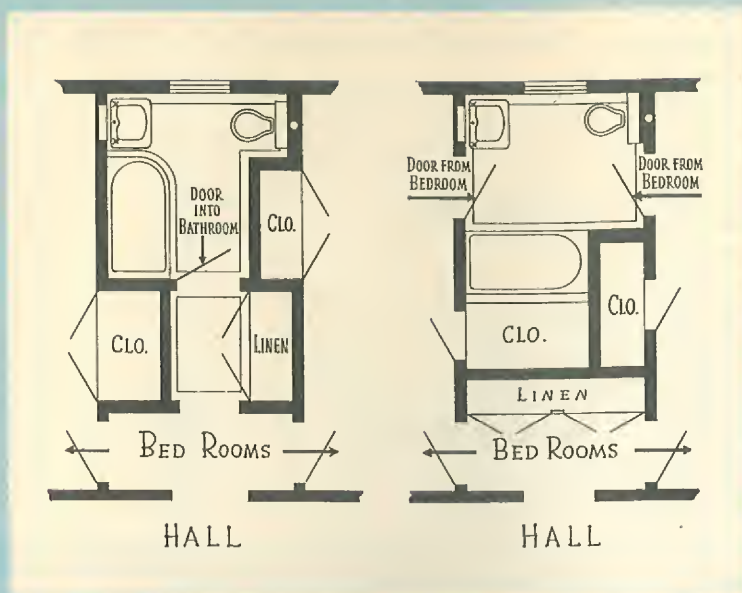 DOOR
INTO
BATHROOM
CLO.
CLO.
LINEN
BED ROOMS
HALL
DOOR FROM
BEDROOM
DOOR FROM
BEDROOM
CLO.
CLO.
LINEN
BED ROOMS
HALL